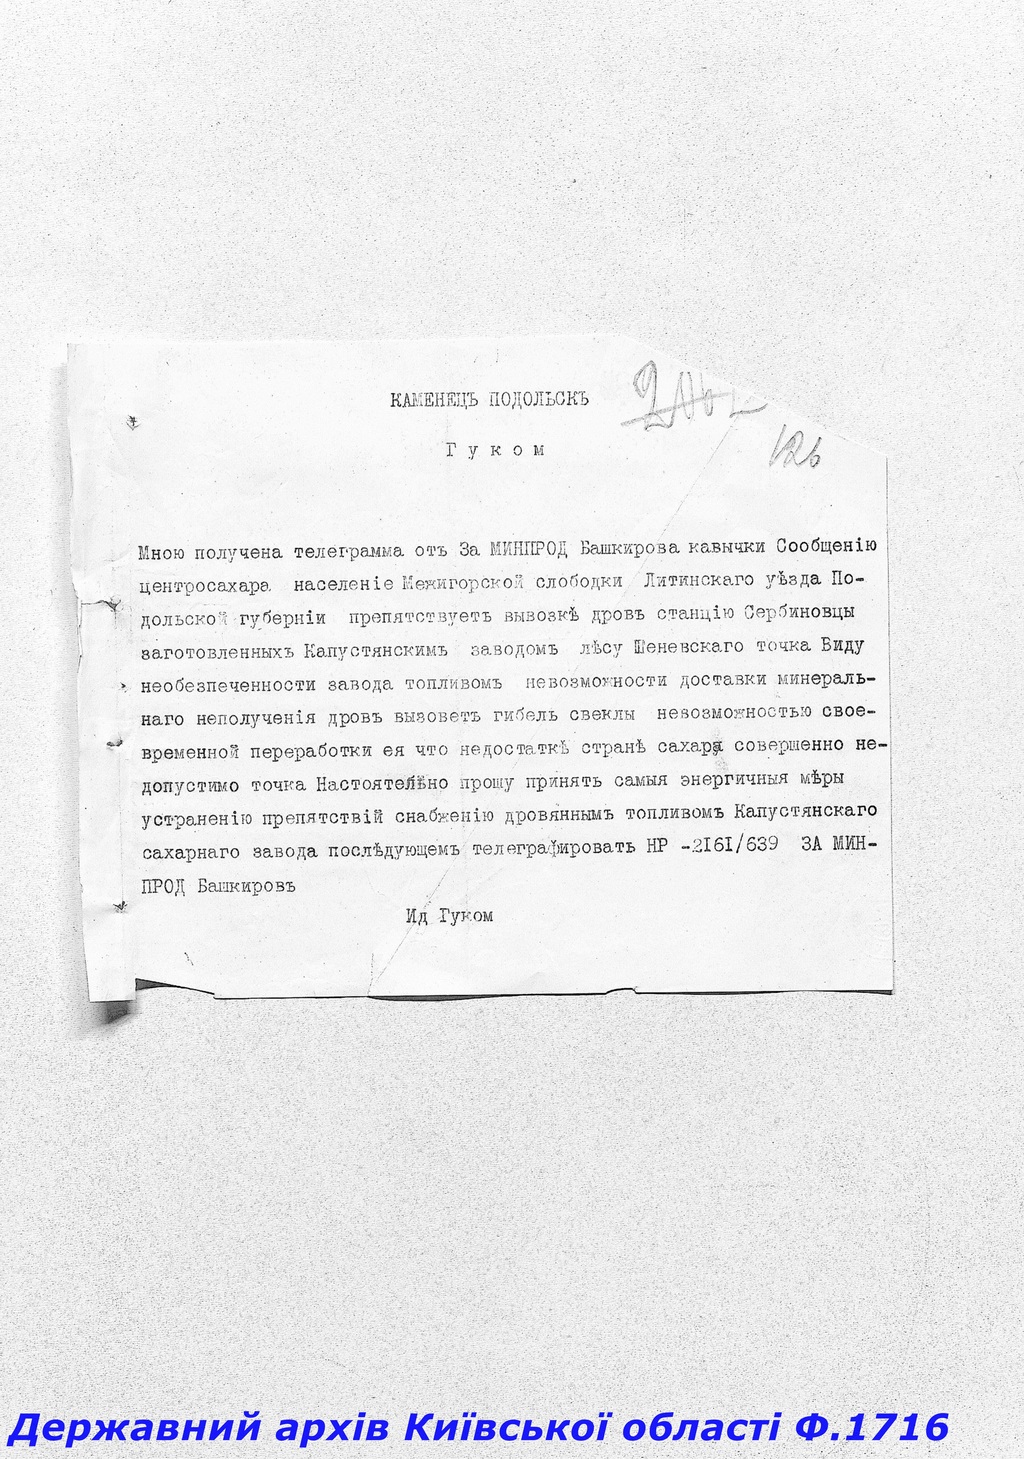 КАМЕНЕЦЪ ПОДОЛЬСКЪ
Гуком
126
Мною получена телеграмма отъ За МИНПРОД Башкирова кавычки Сообщенію
центросахара населеніе Межигорской слободки Литинскаго уѣзда По-
дольской губерніи препятствуетъ вывозкѣ дровъ станцію Сербиновцы
заготовленныхъ Капустянскимъ заводомъ лѣсу Шеневскаго точка Виду
необезпеченности завода топливомъ невозможности доставки минераль-
наго неполученія дровъ вызоветъ гибель свеклы невозможностью свое-
временной переработки ея что недостаткѣ странѣ сахара совершенно не-
допустимо точка Настоятельно прошу принять самыя энергичныя мѣры
устраненію препятствій снабженію дровяннымъ топливомъ Капустянскаго
сахарнаго завода послѣдующемъ телеграфировать НР -2161/639 ЗА МИН-
ПРОД Башкировъ
Ид Гуком
Державний архів Київської області Ф.1716